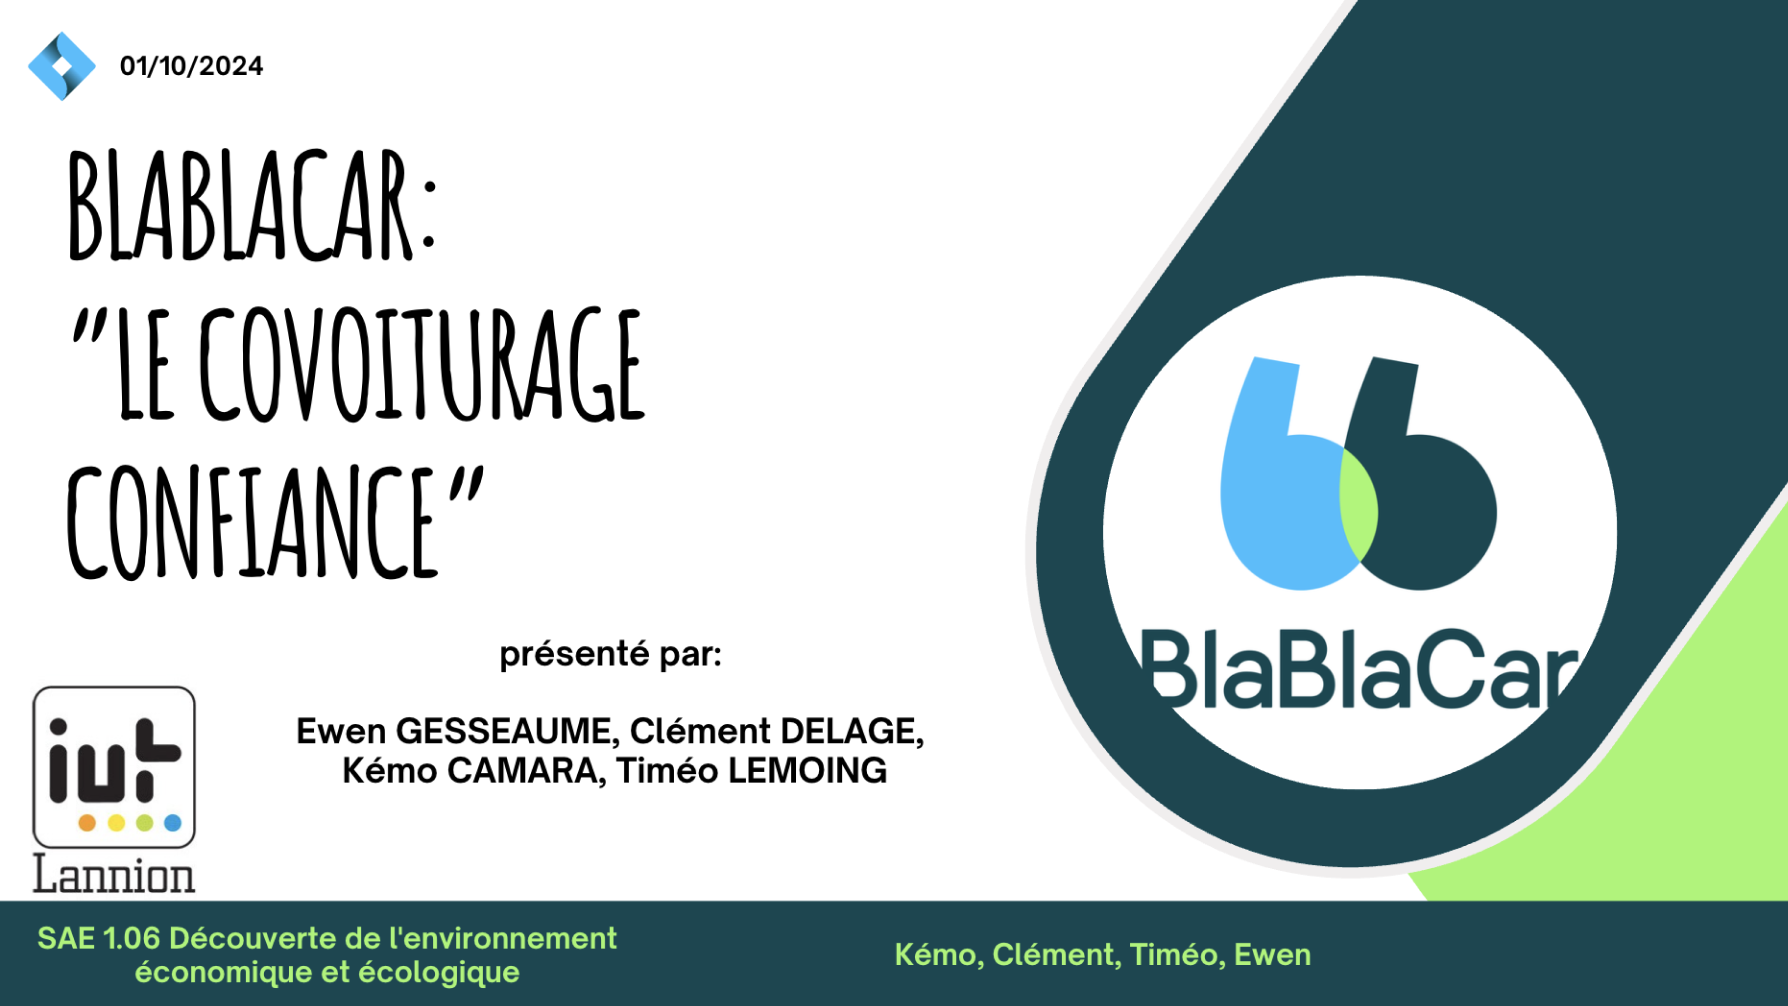 01/10/2024
BLABLACAR:
"LE COVOITURAGE
CONFIANCE"
présenté par:
Ewen GESSEAUME, Clément DELAGE,
Kémo CAMARA, Timéo LEMOING
iut
Lannion
BlaBlaCar
SAE 1.06 Découverte de l'environnement
économique et écologique
Kémo, Clément, Timéo, Ewen